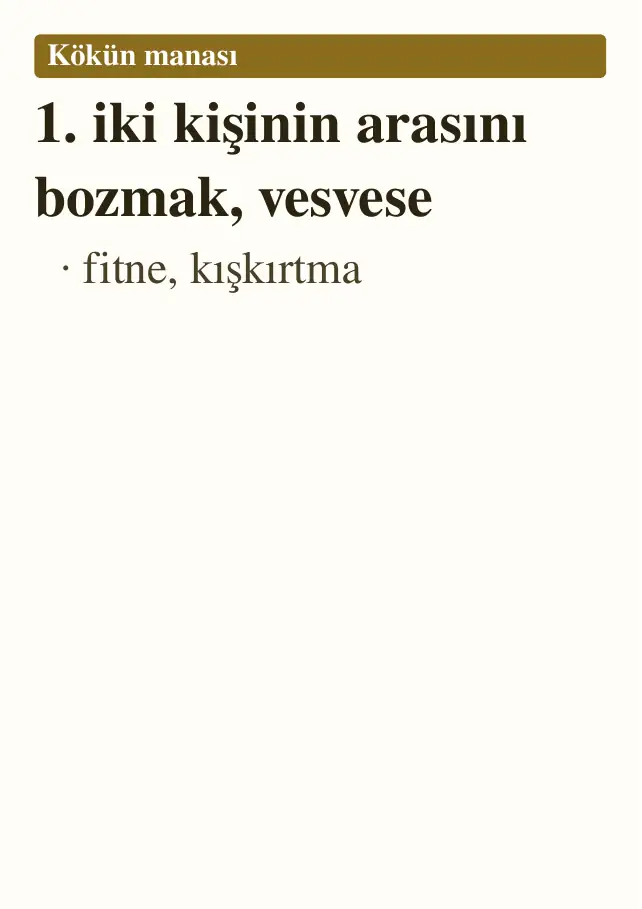 Kökün manası
1. iki kişinin arasını
bozmak, vesvese
· fitne, kışkırtma